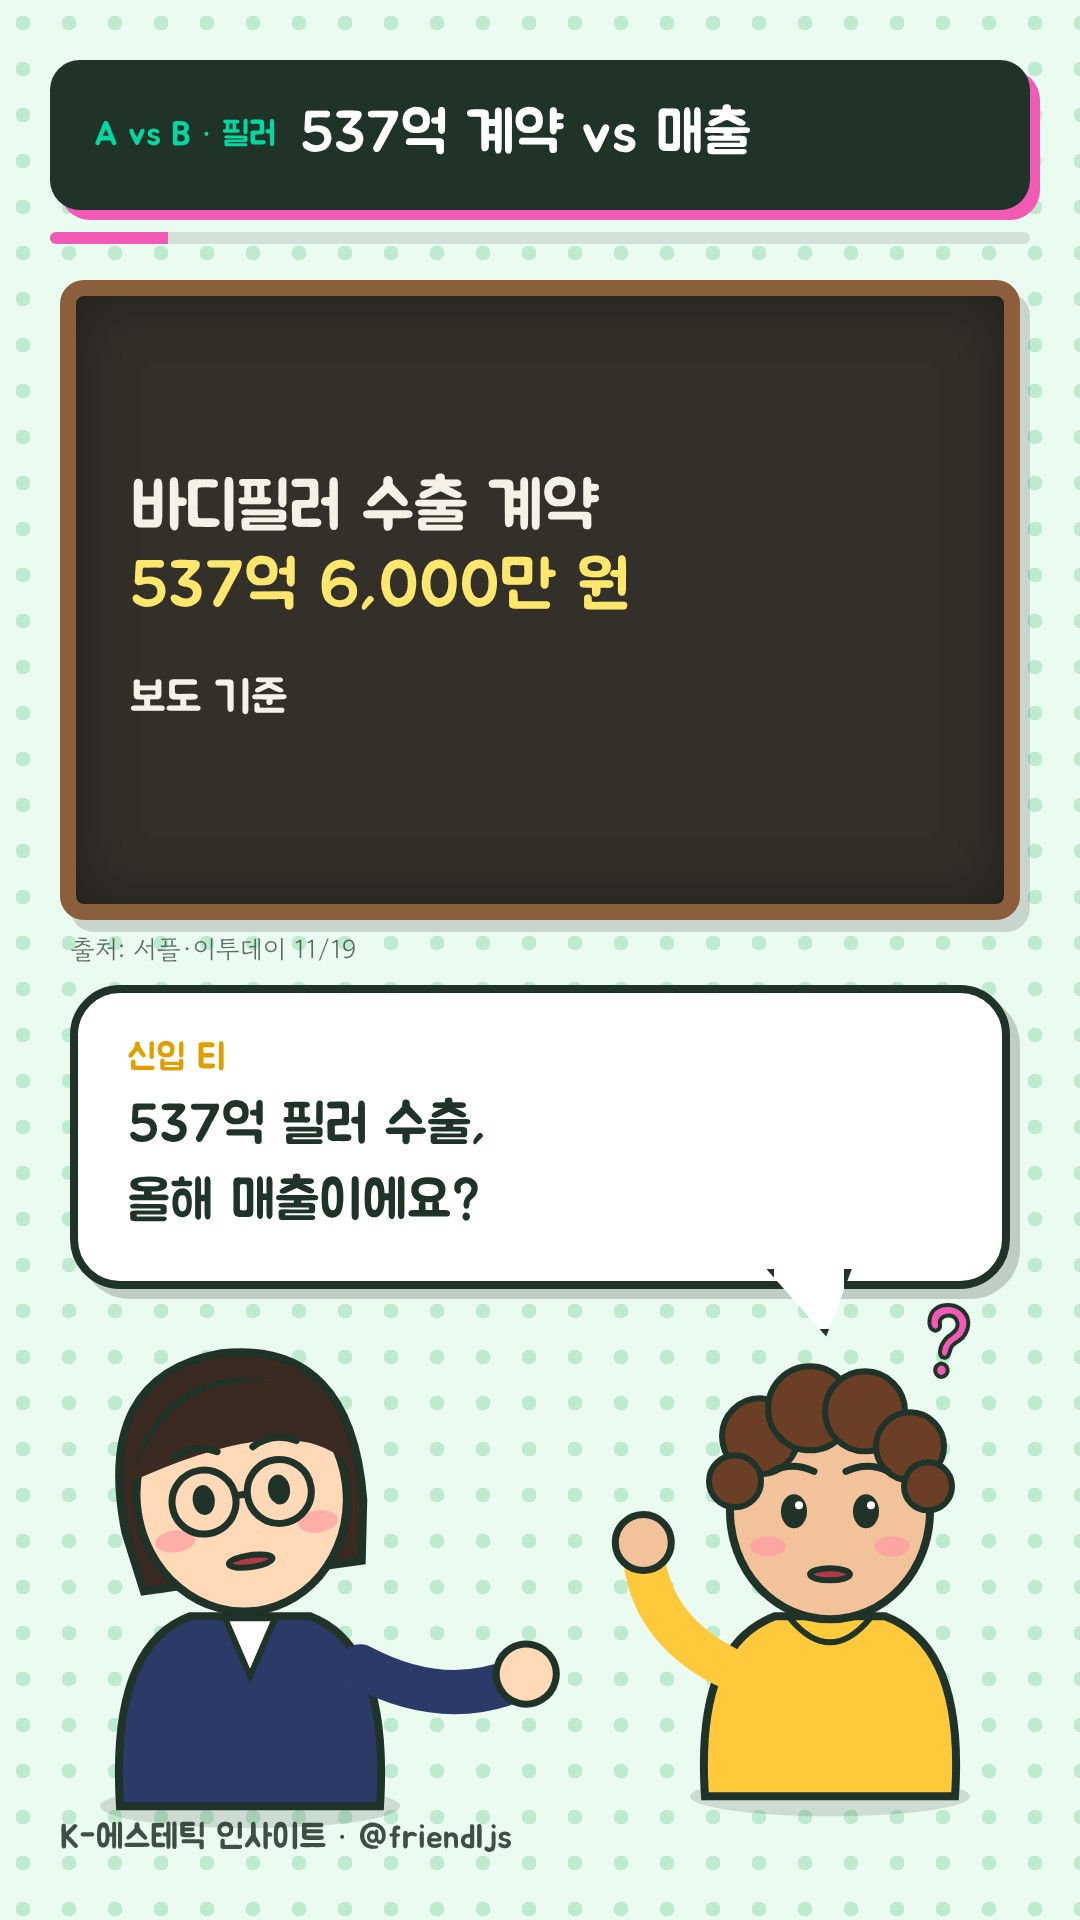 A vs B · 필러 537억 계약 vs 매출
바디필러 수출 계약
537억 6,000만 원
보도 기준
출처: 서플·이투데이 11/19
신입 티
537억 필러 수출,
올해 매출이에요?
?
K-에스테틱 인사이트 · @friendljs